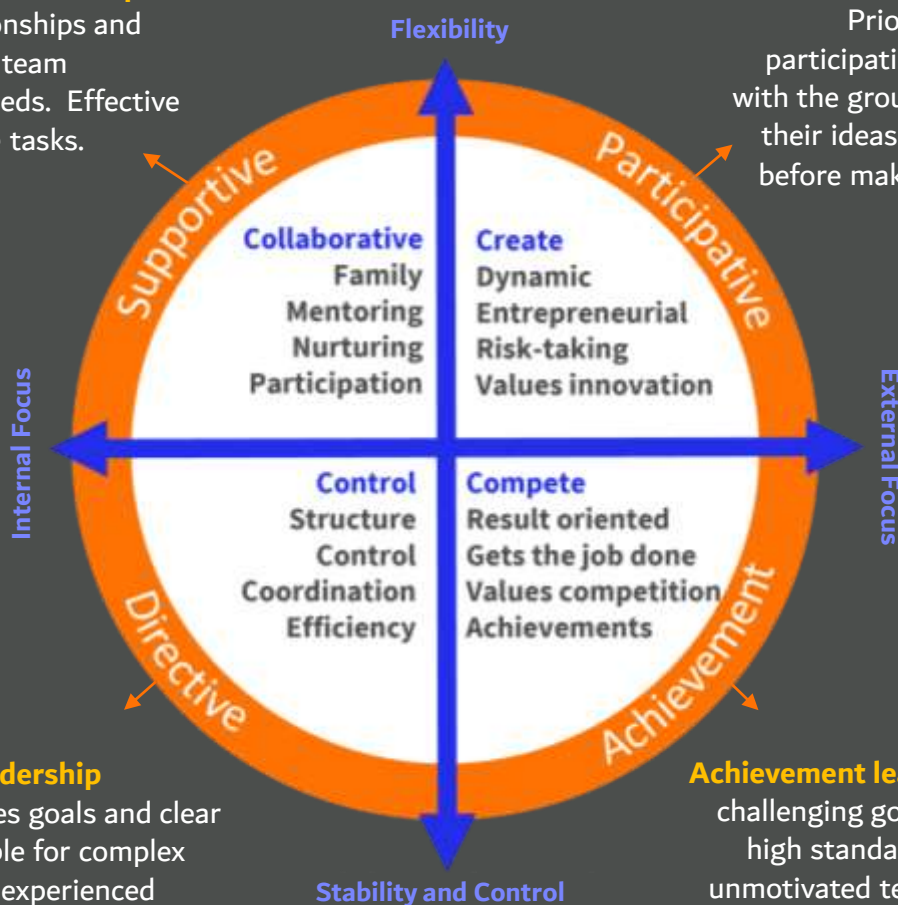 onships and
team
eds. Effective
tasks.
Flexibility
Prio
participati
with the grou
their ideas
before mak
Supportive
Participative
Collaborative
Family
Mentoring
Nurturing
Participation
Create
Dynamic
Entrepreneurial
Risk-taking
Values innovation
Internal Focus
External Focus
Control
Structure
Control
Coordination
Efficiency
Compete
Result oriented
Gets the job done
Values competition
Achievements
Directive
Achievement
dership
es goals and clear
ple for complex
experienced
Achievement lea
challenging go
high standa
unmotivated te
Stability and Control